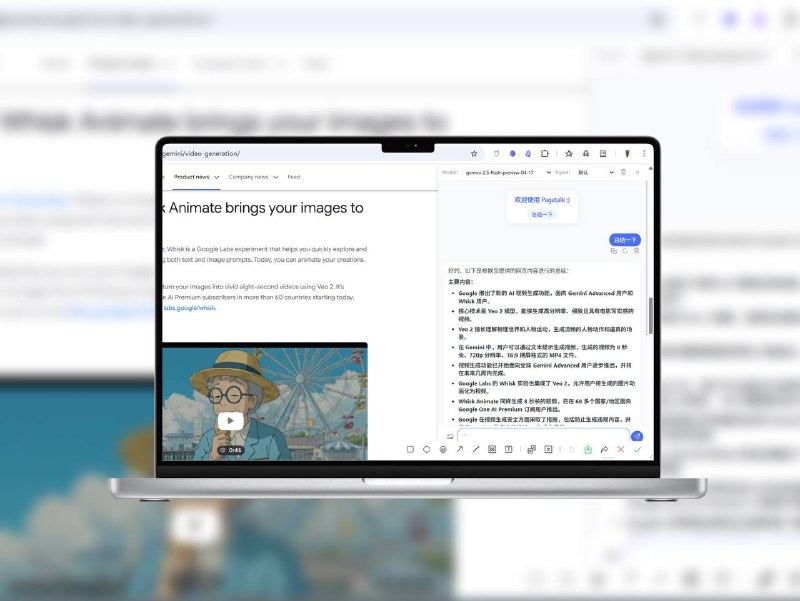 gemini/video-generation/
Product news
Company news
Feed
Animate brings your images to
Whisk is a Google Labs experiment that helps you quickly explore and
both text and image prompts. Today, you can animate your creations
turn your images into vivid eight-second videos using Veo 2. It's
AI Premium subscribers in more than 60 countries starting today.
labs.google/whisk.
0:45
Model:
gemini-2.5-flash-preview-04-17
Agent:
默认
欢迎使用 Pagetalk :)
总结一下
总结一下
好的，以下是根据您提供的网页内容进行的总结：
主要内容：
Google 推出了新的 AI 视频生成功能，面向 Gemini Advanced 用户和
Whisk 用户。
核心技术是 Veo 2 模型，能够生成高分辨率、细致且具有电影写实感的
视频。
Veo 2 擅长理解物理世界和人物运动，生成流畅的人物动作和逼真的场
景。
在 Gemini 中，用户可以通过文本提示生成视频，生成的视频为 8 秒
长、720p 分辨率、16:9 横屏格式的 MP4 文件。
视频生成功能已开始面向全球 Gemini Advanced 用户逐步推出，并将
在未来几周内完成。
Google Labs 的 Whisk 实验也集成了 Veo 2，允许用户将生成的图片动
画化为视频。
Whisk Animate 同样生成 8 秒长的视频，已在 60 多个国家/地区面向
Google One AI Premium 订阅用户推出。
Google 在视频生成安全方面采取了措施，包括防止生成违规内容，并